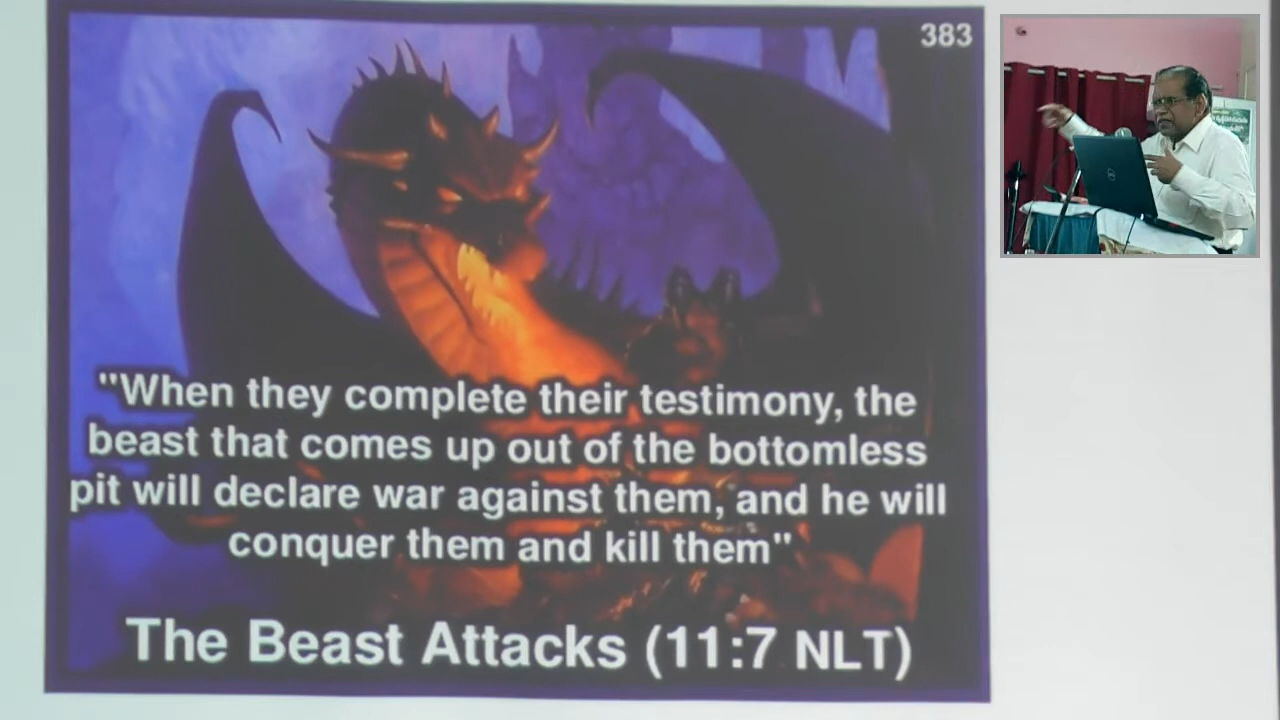 383
"When they complete their testimony, the
beast that comes up out of the bottomless
pit will declare war against them, and he will
conquer them and kill them"
The Beast Attacks (11:7 NLT)
DELL